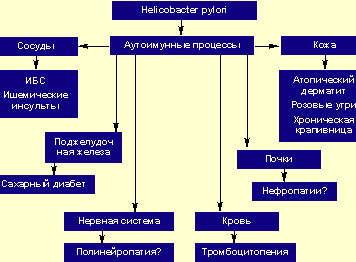 Helicobacter pylori
Сосуды
Аутоимунные процессы
Кожа
ИБС
Ишемические
инсульты
Атопический
дерматит
Розовые угри
Хроническая
крапивница
Поджелудоч
ная железа
Почки
Сахарный диабет
Нефропатии?
Нервная система
Кровь
Полинейропатия?
Тромбоцитопения